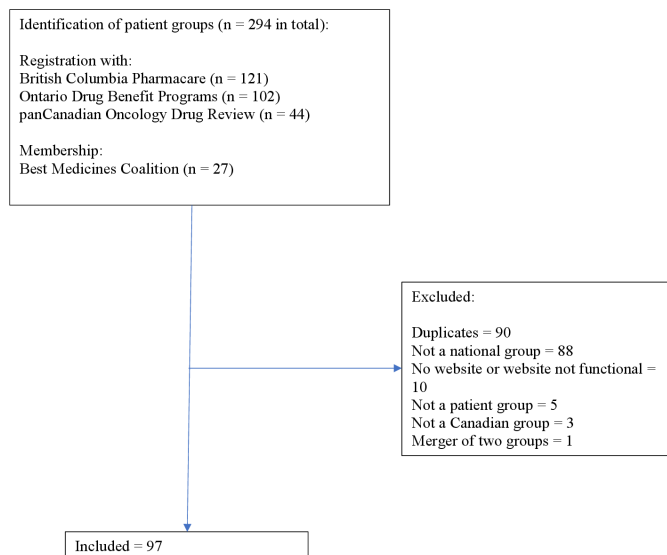 Identification of patient groups (n = 294 in total):
Registration with:
British Columbia Pharmacare (n = 121)
Ontario Drug Benefit Programs (n = 102)
panCanadian Oncology Drug Review (n = 44)
Membership:
Best Medicines Coalition (n = 27)
Excluded:
Duplicates = 90
Not a national group = 88
No website or website not functional =
10
Not a patient group = 5
Not a Canadian group = 3
Merger of two groups = 1
Included = 97